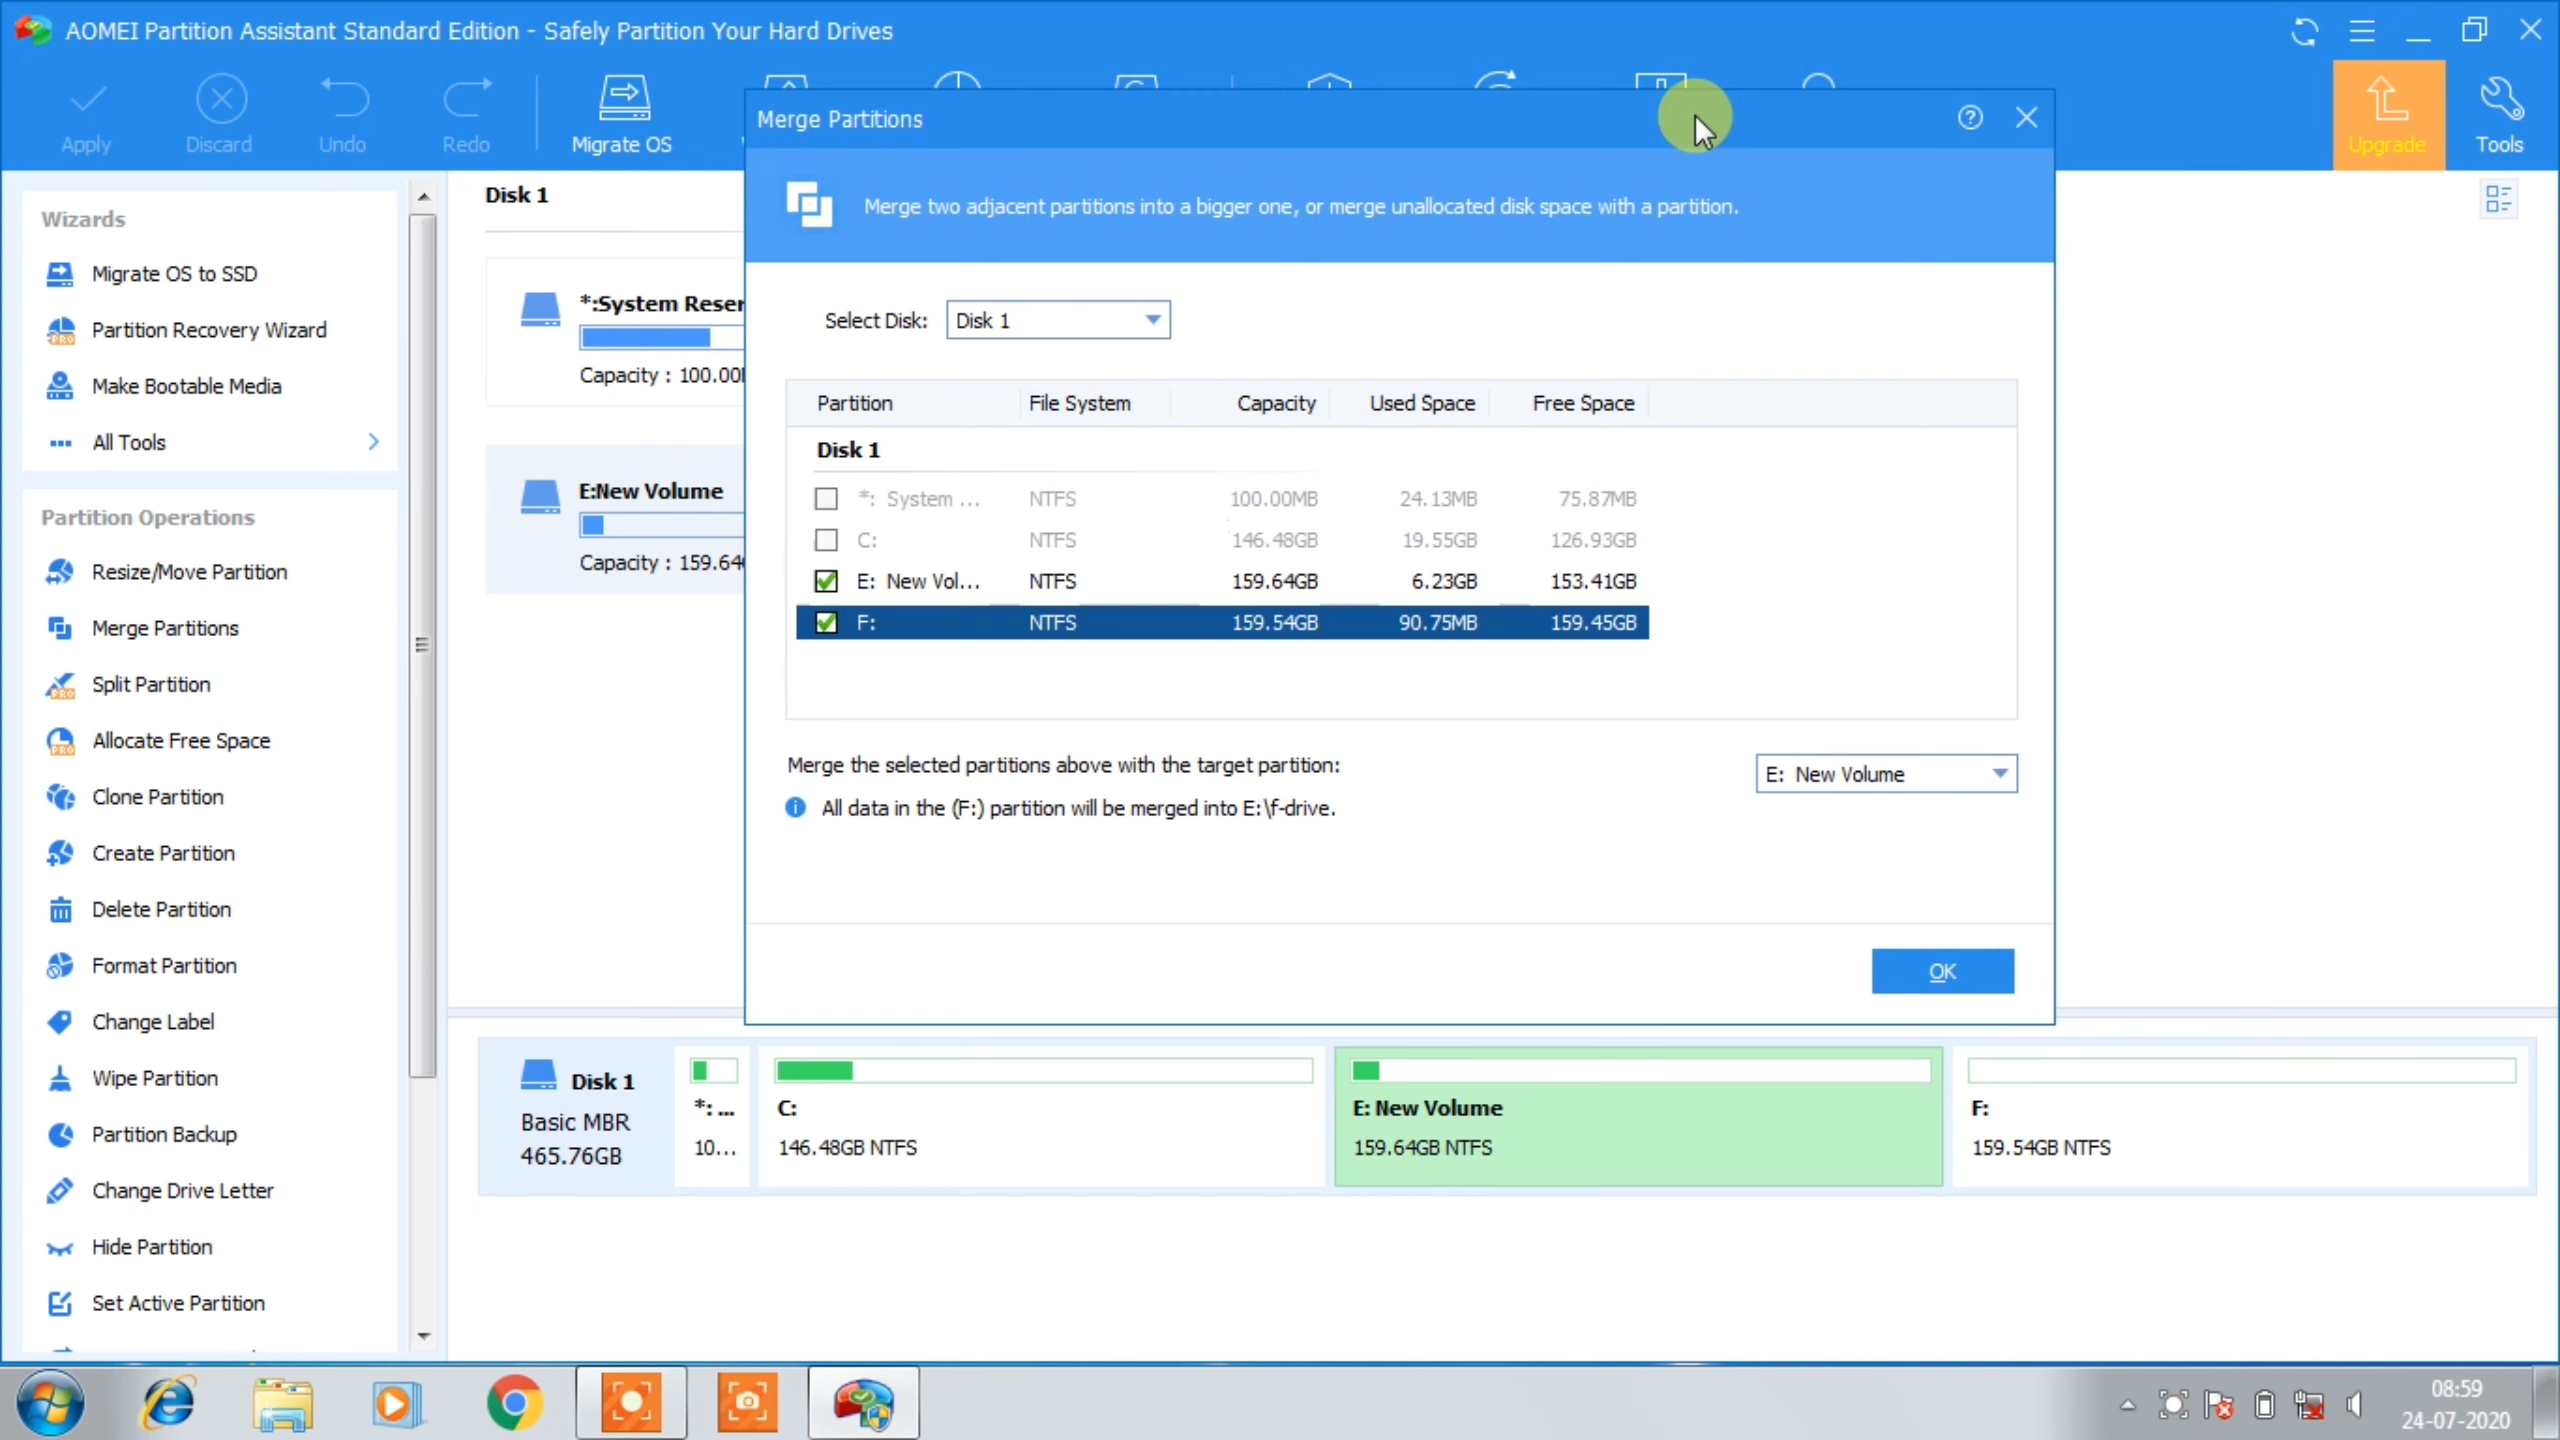 AOMEI Partition Assistant Standard Edition - Safely Partition Your Hard Drives
Apply
Discard
Undo
Redo
Migrate OS
Upgrade
Tools
Wizards
Migrate OS to SSD
Partition Recovery Wizard
Make Bootable Media
All Tools
Partition Operations
Resize/Move Partition
Merge Partitions
Split Partition
Allocate Free Space
Clone Partition
Create Partition
Delete Partition
Format Partition
Change Label
Wipe Partition
Partition Backup
Change Drive Letter
Hide Partition
Set Active Partition
Disk 1
*:System Reser
Capacity : 100.00
E:New Volume
Capacity : 159.64
Merge Partitions
Merge two adjacent partitions into a bigger one, or merge unallocated disk space with a partition.
Select Disk: Disk 1
Partition File System Capacity Used Space Free Space
Disk 1
*: System ... NTFS 100.00MB 24.13MB 75.87MB
C: NTFS 146.48GB 19.55GB 126.93GB
E: New Vol... NTFS 159.64GB 6.23GB 153.41GB
F: NTFS 159.54GB 90.75MB 159.45GB
Merge the selected partitions above with the target partition: E: New Volume
All data in the (F:) partition will be merged into E:\f-drive.
OK
Disk 1
Basic MBR
465.76GB
*: ...
10...
C:
146.48GB NTFS
E: New Volume
159.64GB NTFS
F:
159.54GB NTFS
08:59
24-07-2020